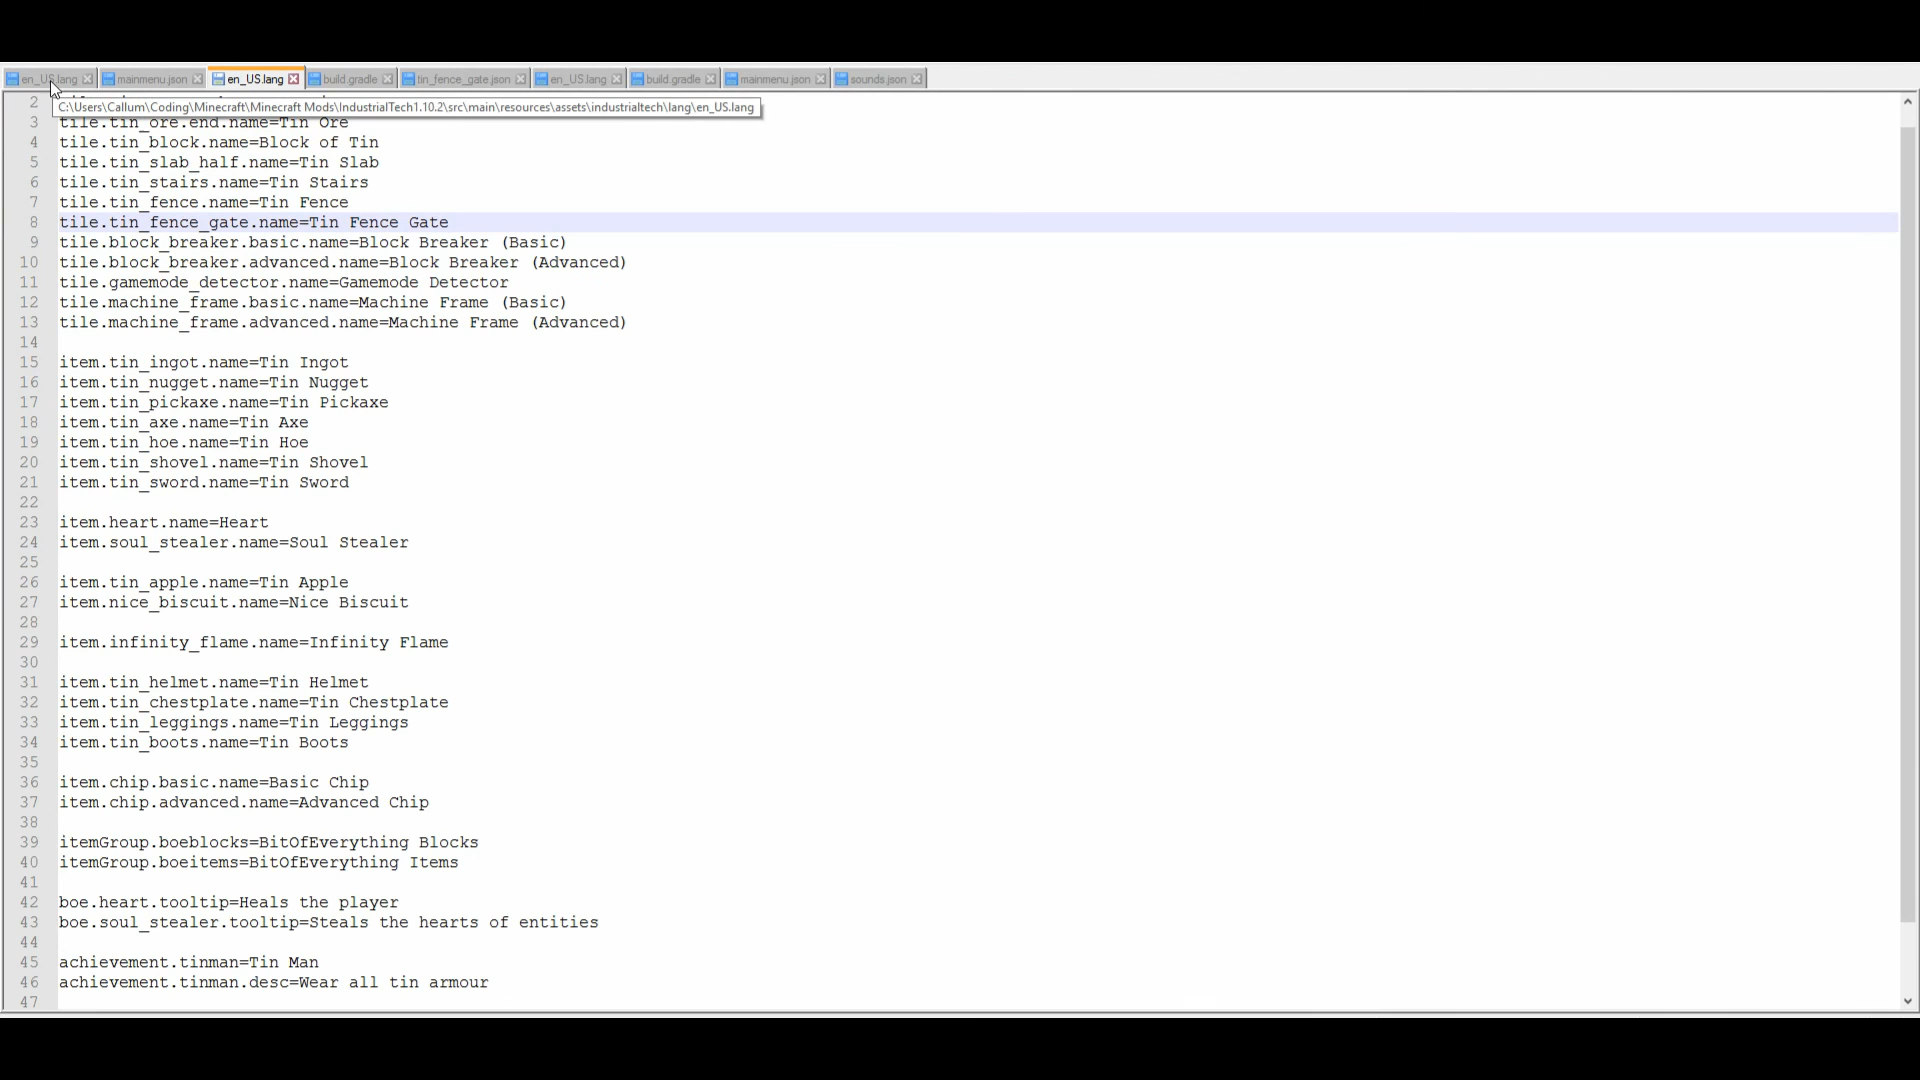 en_US.lang mainmenu.json en_US.lang build.gradle tin_fence_gate.json en_US.lang build.gradle mainmenu.json sounds.json
C:\Users\Callum\Coding\Minecraft\Minecraft Mods\IndustrialTech1.10.2\src\main\resources\assets\industrialtech\lang\en_US.lang
2
3 tile.tin_ore.end.name=Tin Ore
4 tile.tin_block.name=Block of Tin
5 tile.tin_slab_half.name=Tin Slab
6 tile.tin_stairs.name=Tin Stairs
7 tile.tin_fence.name=Tin Fence
8 tile.tin_fence_gate.name=Tin Fence Gate
9 tile.block_breaker.basic.name=Block Breaker (Basic)
10 tile.block_breaker.advanced.name=Block Breaker (Advanced)
11 tile.gamemode_detector.name=Gamemode Detector
12 tile.machine_frame.basic.name=Machine Frame (Basic)
13 tile.machine_frame.advanced.name=Machine Frame (Advanced)
14
15 item.tin_ingot.name=Tin Ingot
16 item.tin_nugget.name=Tin Nugget
17 item.tin_pickaxe.name=Tin Pickaxe
18 item.tin_axe.name=Tin Axe
19 item.tin_hoe.name=Tin Hoe
20 item.tin_shovel.name=Tin Shovel
21 item.tin_sword.name=Tin Sword
22
23 item.heart.name=Heart
24 item.soul_stealer.name=Soul Stealer
25
26 item.tin_apple.name=Tin Apple
27 item.nice_biscuit.name=Nice Biscuit
28
29 item.infinity_flame.name=Infinity Flame
30
31 item.tin_helmet.name=Tin Helmet
32 item.tin_chestplate.name=Tin Chestplate
33 item.tin_leggings.name=Tin Leggings
34 item.tin_boots.name=Tin Boots
35
36 item.chip.basic.name=Basic Chip
37 item.chip.advanced.name=Advanced Chip
38
39 itemGroup.boeblocks=BitOfEverything Blocks
40 itemGroup.boeitems=BitOfEverything Items
41
42 boe.heart.tooltip=Heals the player
43 boe.soul_stealer.tooltip=Steals the hearts of entities
44
45 achievement.tinman=Tin Man
46 achievement.tinman.desc=Wear all tin armour
47